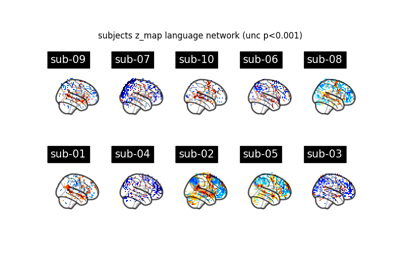 subjects z_map language network (unc p<0.001)
sub-09 sub-07 sub-10 sub-06 sub-08
sub-01 sub-04 sub-02 sub-05 sub-03